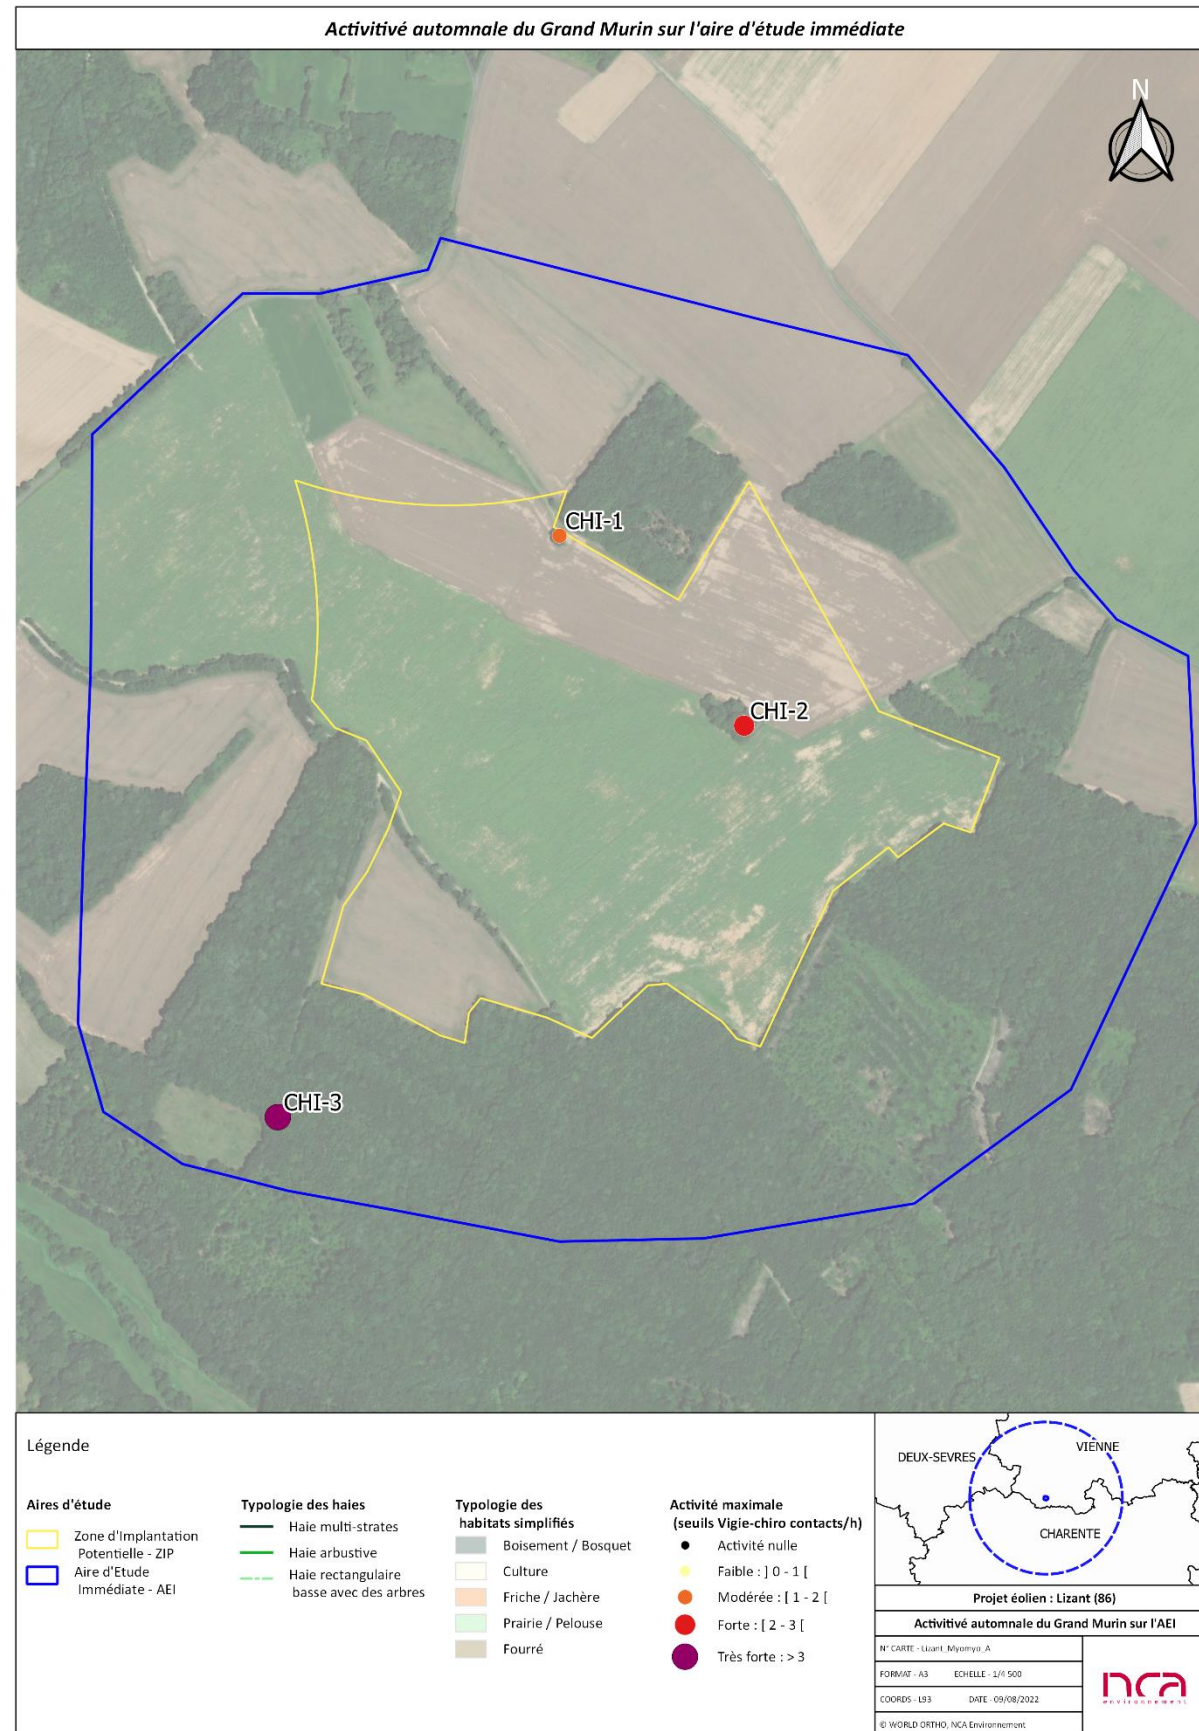 Activitivé automnale du Grand Murin sur l'aire d'étude immédiate
N
CHI-1
CHI-2
CHI-3
Légende
Aires d'étude
Zone d'Implantation
Potentielle - ZIP
Aire d'Etude
Immédiate - AEI
Typologie des haies
Haie multi-strates
Haie arbustive
Haie rectangulaire
basse avec des arbres
Typologie des
habitats simplifiés
Boisement / Bosquet
Culture
Friche / Jachère
Prairie / Pelouse
Fourré
Activité maximale
(seuils Vigie-chiro contacts/h)
Activité nulle
Faible : ] 0 - 1 [
Modérée : [ 1 - 2 [
Forte : [ 2 - 3 [
Très forte : > 3
DEUX-SEVRES
VIENNE
CHARENTE
Projet éolien : Lizant (86)
Activitivé automnale du Grand Murin sur l'AEI
N° CARTE - Lizant_Myomyo_A
FORMAT - A3 ECHELLE - 1/4 500
COORDS - L93 DATE - 09/08/2022
© WORLD ORTHO, NCA Environnement
nca
environnement